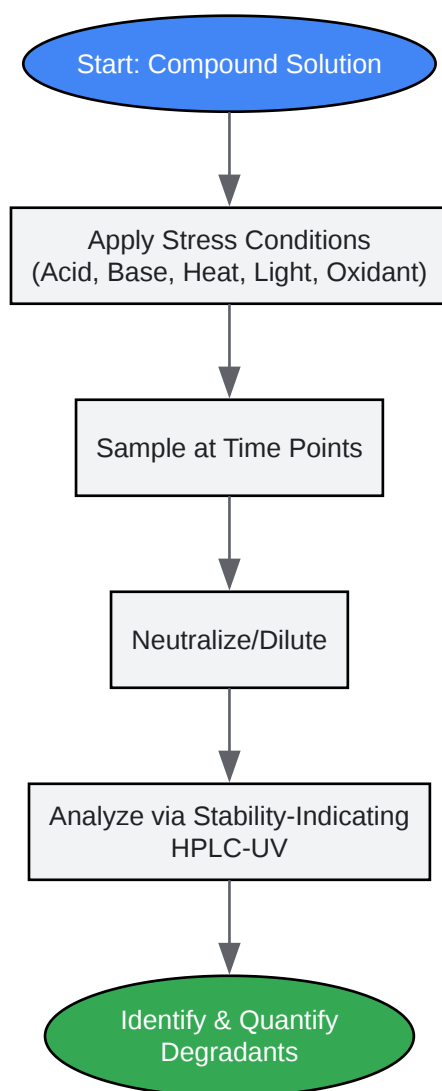 Start: Compound Solution
Apply Stress Conditions
(Acid, Base, Heat, Light, Oxidant)
Sample at Time Points
Neutralize/Dilute
Analyze via Stability-Indicating
HPLC-UV
Identify & Quantify
Degradants